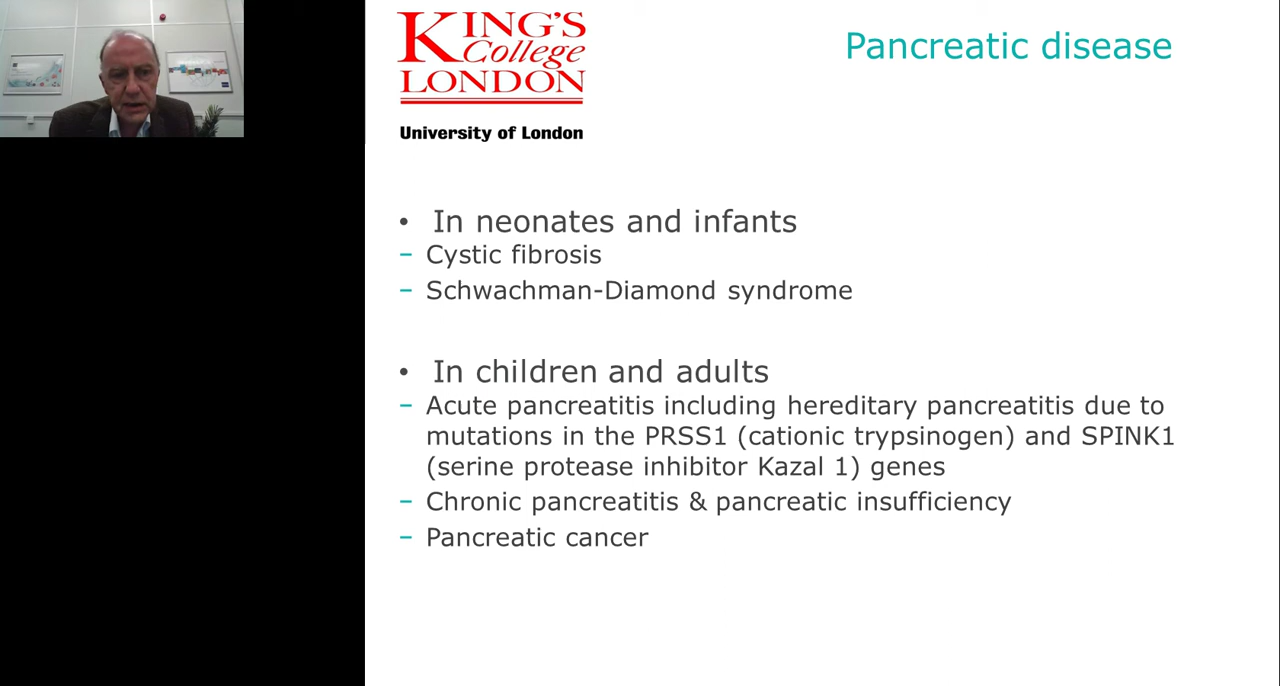 KING'S
College
LONDON
University of London
Pancreatic disease
• In neonates and infants
– Cystic fibrosis
– Schwachman-Diamond syndrome
• In children and adults
– Acute pancreatitis including hereditary pancreatitis due to
mutations in the PRSS1 (cationic trypsinogen) and SPINK1
(serine protease inhibitor Kazal 1) genes
– Chronic pancreatitis & pancreatic insufficiency
– Pancreatic cancer